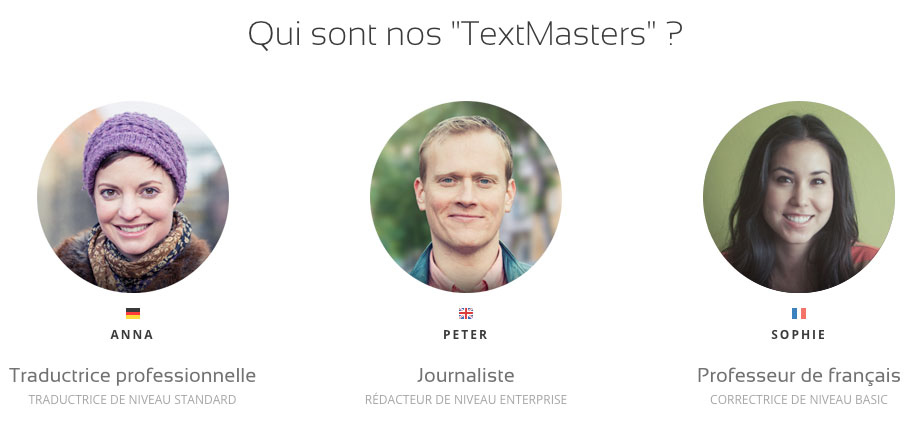 Qui sont nos "TextMasters" ?
ANNA
PETER
SOPHIE
Traductrice professionnelle
Journaliste
Professeur de français
TRADUCTRICE DE NIVEAU STANDARD
RÉDACTEUR DE NIVEAU ENTERPRISE
CORRECTRICE DE NIVEAU BASIC